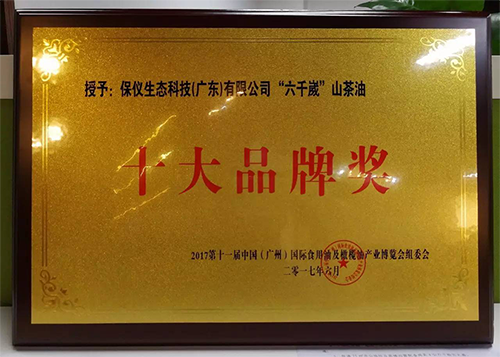 授予：保仪生态科技(广东)有限公司“六千崴”山茶油
十大品牌奖
2017第十一届中国（广州）国际食用油及橄榄油产业博览会组委会
二零一七年六月